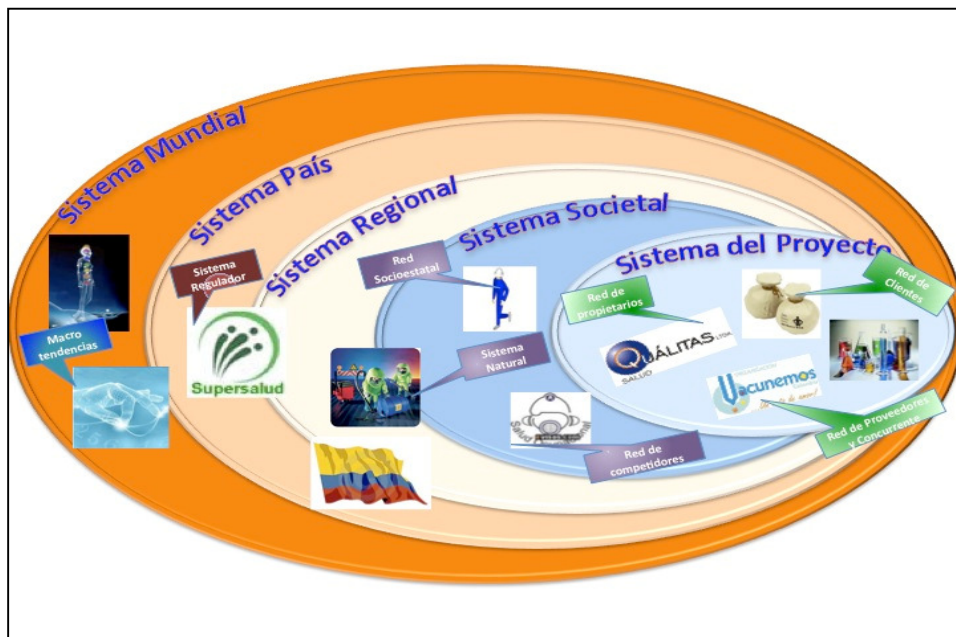 Sistema Mundial
Sistema País
Sistema Regional
Sistema Societal
Sistema del Proyecto
Macro
tendencias
Sistema
Regulador
Supersalud
Red
Socioestatal
Sistema
Natural
Red de
competidores
Red de
propietarios
QUÁLITAS LTDA
SALUD
Red de
Clientes
Vacunemos
Red de Proveedores
y Concurrente